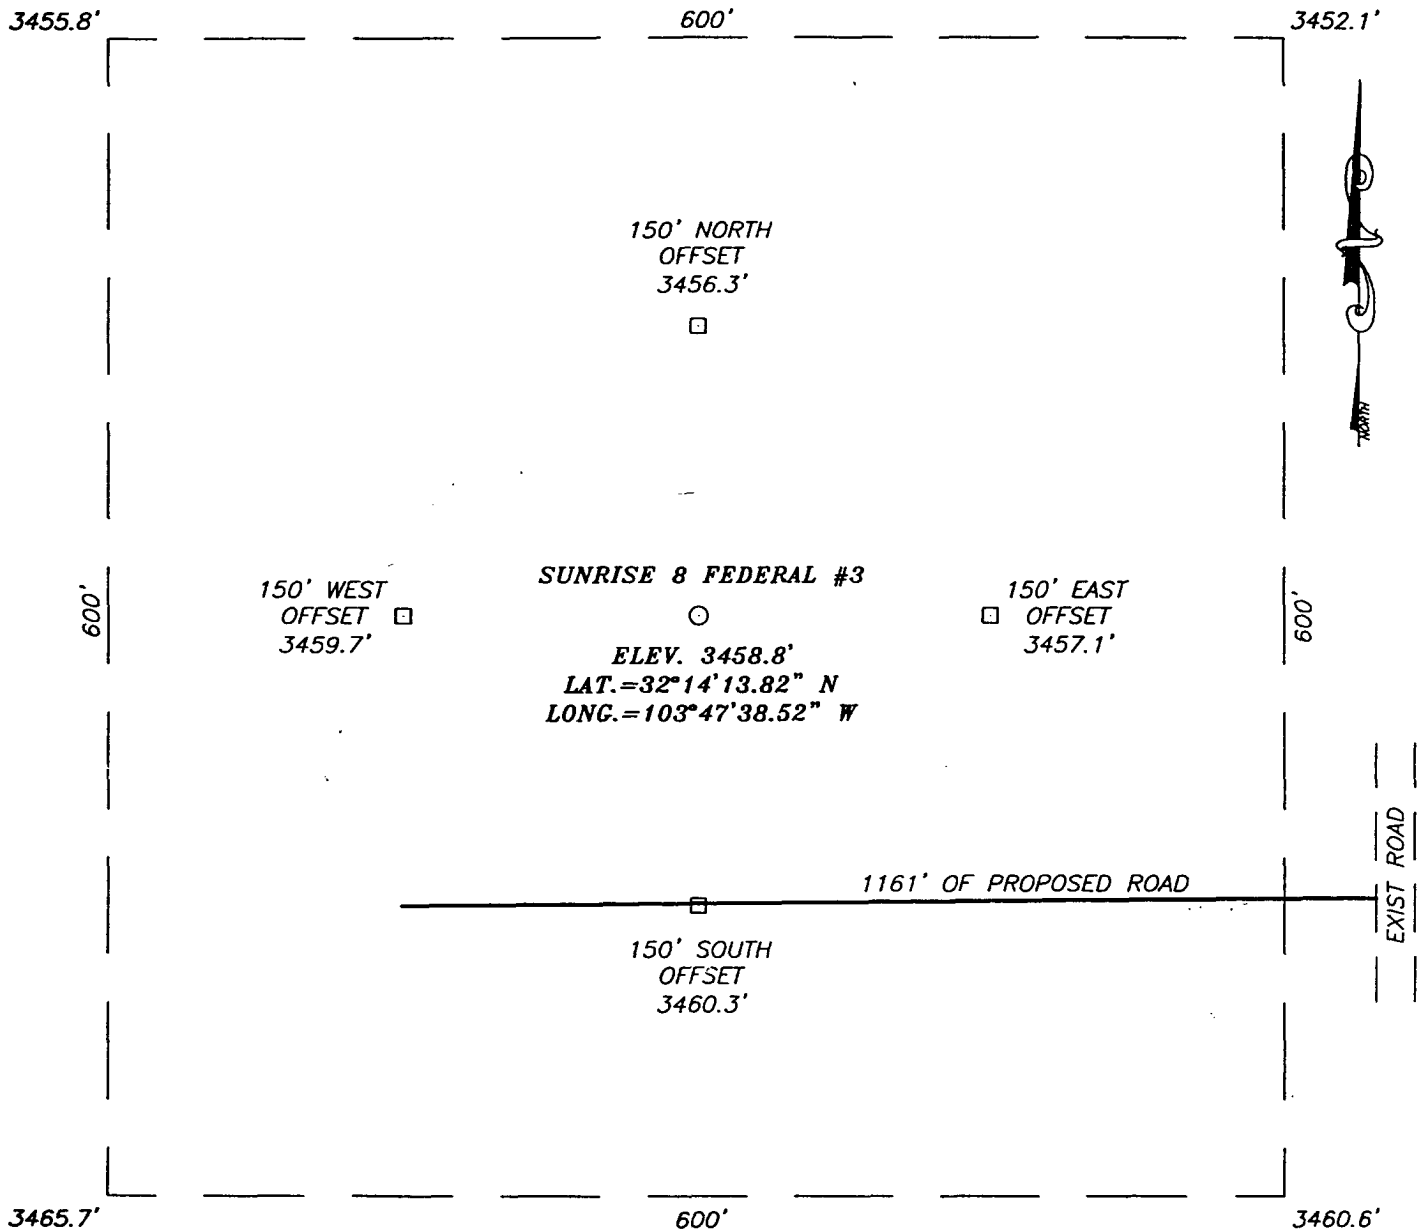 3455.8'
600'
3452.1'
150' NORTH
OFFSET
3456.3'
NORTH
150' WEST
OFFSET
3459.7'
SUNRISE 8 FEDERAL #3
150' EAST
OFFSET
3457.1'
600'
600'
ELEV. 3458.8'
LAT.=32°14'13.82" N
LONG.=103°47'38.52" W
1161' OF PROPOSED ROAD
EXIST ROAD
150' SOUTH
OFFSET
3460.3'
3465.7'
600'
3460.6'